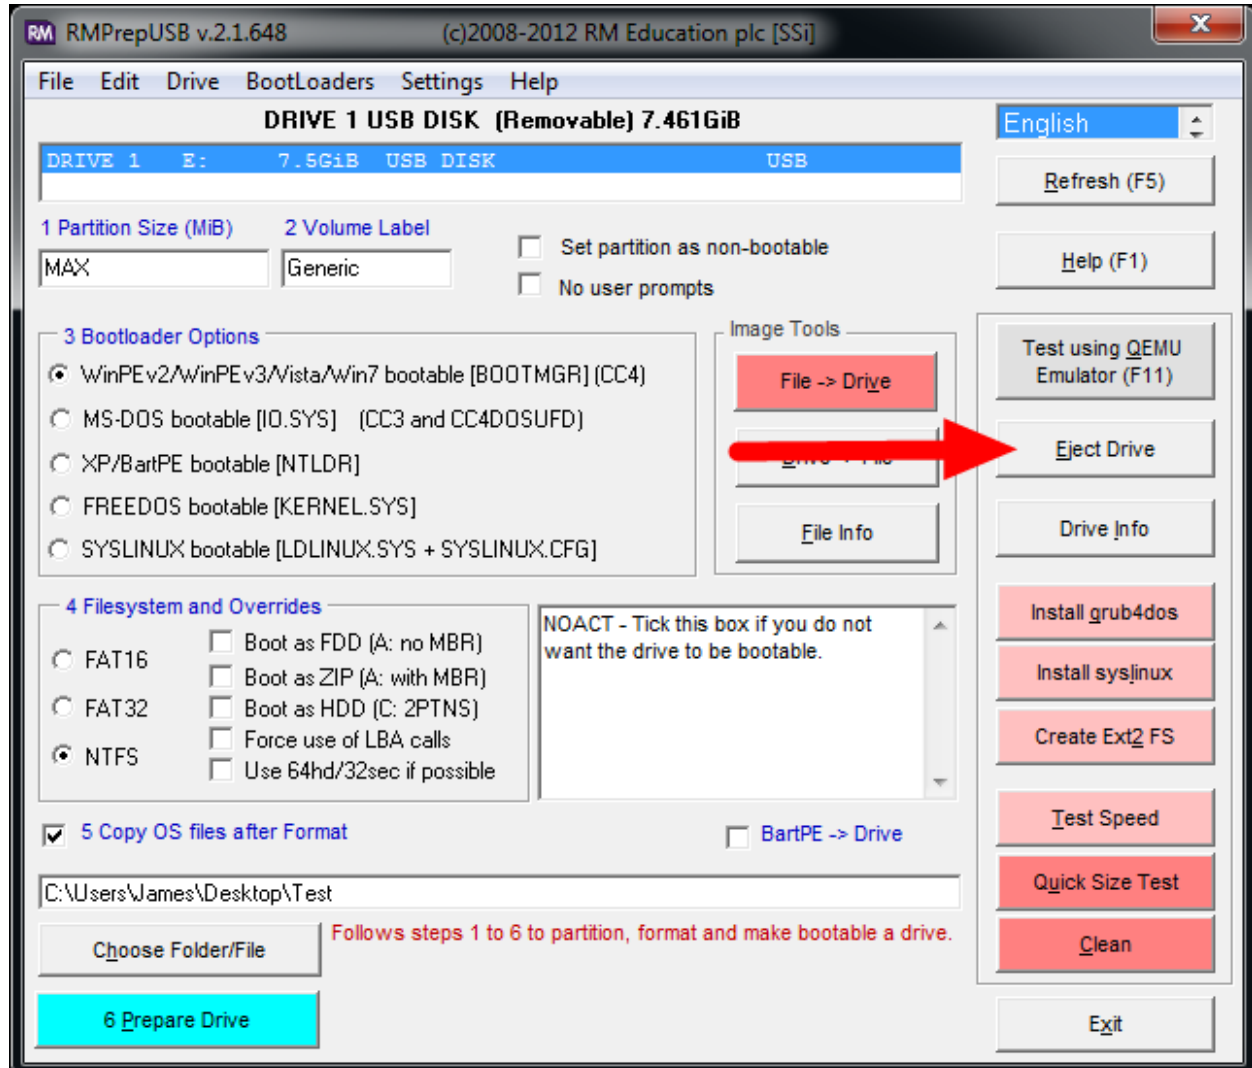 RM RMPrepUSB v.2.1.648 (c)2008-2012 RM Education plc [SSi] X
File Edit Drive BootLoaders Settings Help
DRIVE 1 USB DISK (Removable) 7.461GiB
English
DRIVE 1 E: 7.5GiB USB DISK USB
Refresh (F5)
1 Partition Size (MiB) 2 Volume Label
MAX Generic
Set partition as non-bootable
No user prompts
Help (F1)
3 Bootloader Options
WinPEv2/WinPEv3/Vista/Win7 bootable [BOOTMGR] (CC4)
MS-DOS bootable [IO.SYS] (CC3 and CC4DOSUFD)
XP/BartPE bootable [NTLDR]
FREEDOS bootable [KERNEL.SYS]
SYSLINUX bootable [LDLINUX.SYS + SYSLINUX.CFG]
Image Tools
File -> Drive
File Info
Test using QEMU
Emulator (F11)
Eject Drive
Drive Info
4 Filesystem and Overrides
FAT16
FAT32
NTFS
Boot as FDD (A: no MBR)
Boot as ZIP (A: with MBR)
Boot as HDD (C: 2PTNS)
Force use of LBA calls
Use 64hd/32sec if possible
NOACT - Tick this box if you do not
want the drive to be bootable.
Install grub4dos
Install syslinux
Create Ext2 FS
Test Speed
Quick Size Test
Clean
5 Copy OS files after Format
BartPE -> Drive
C:\Users\James\Desktop\Test
Choose Folder/File
Follows steps 1 to 6 to partition, format and make bootable a drive.
6 Prepare Drive
Exit